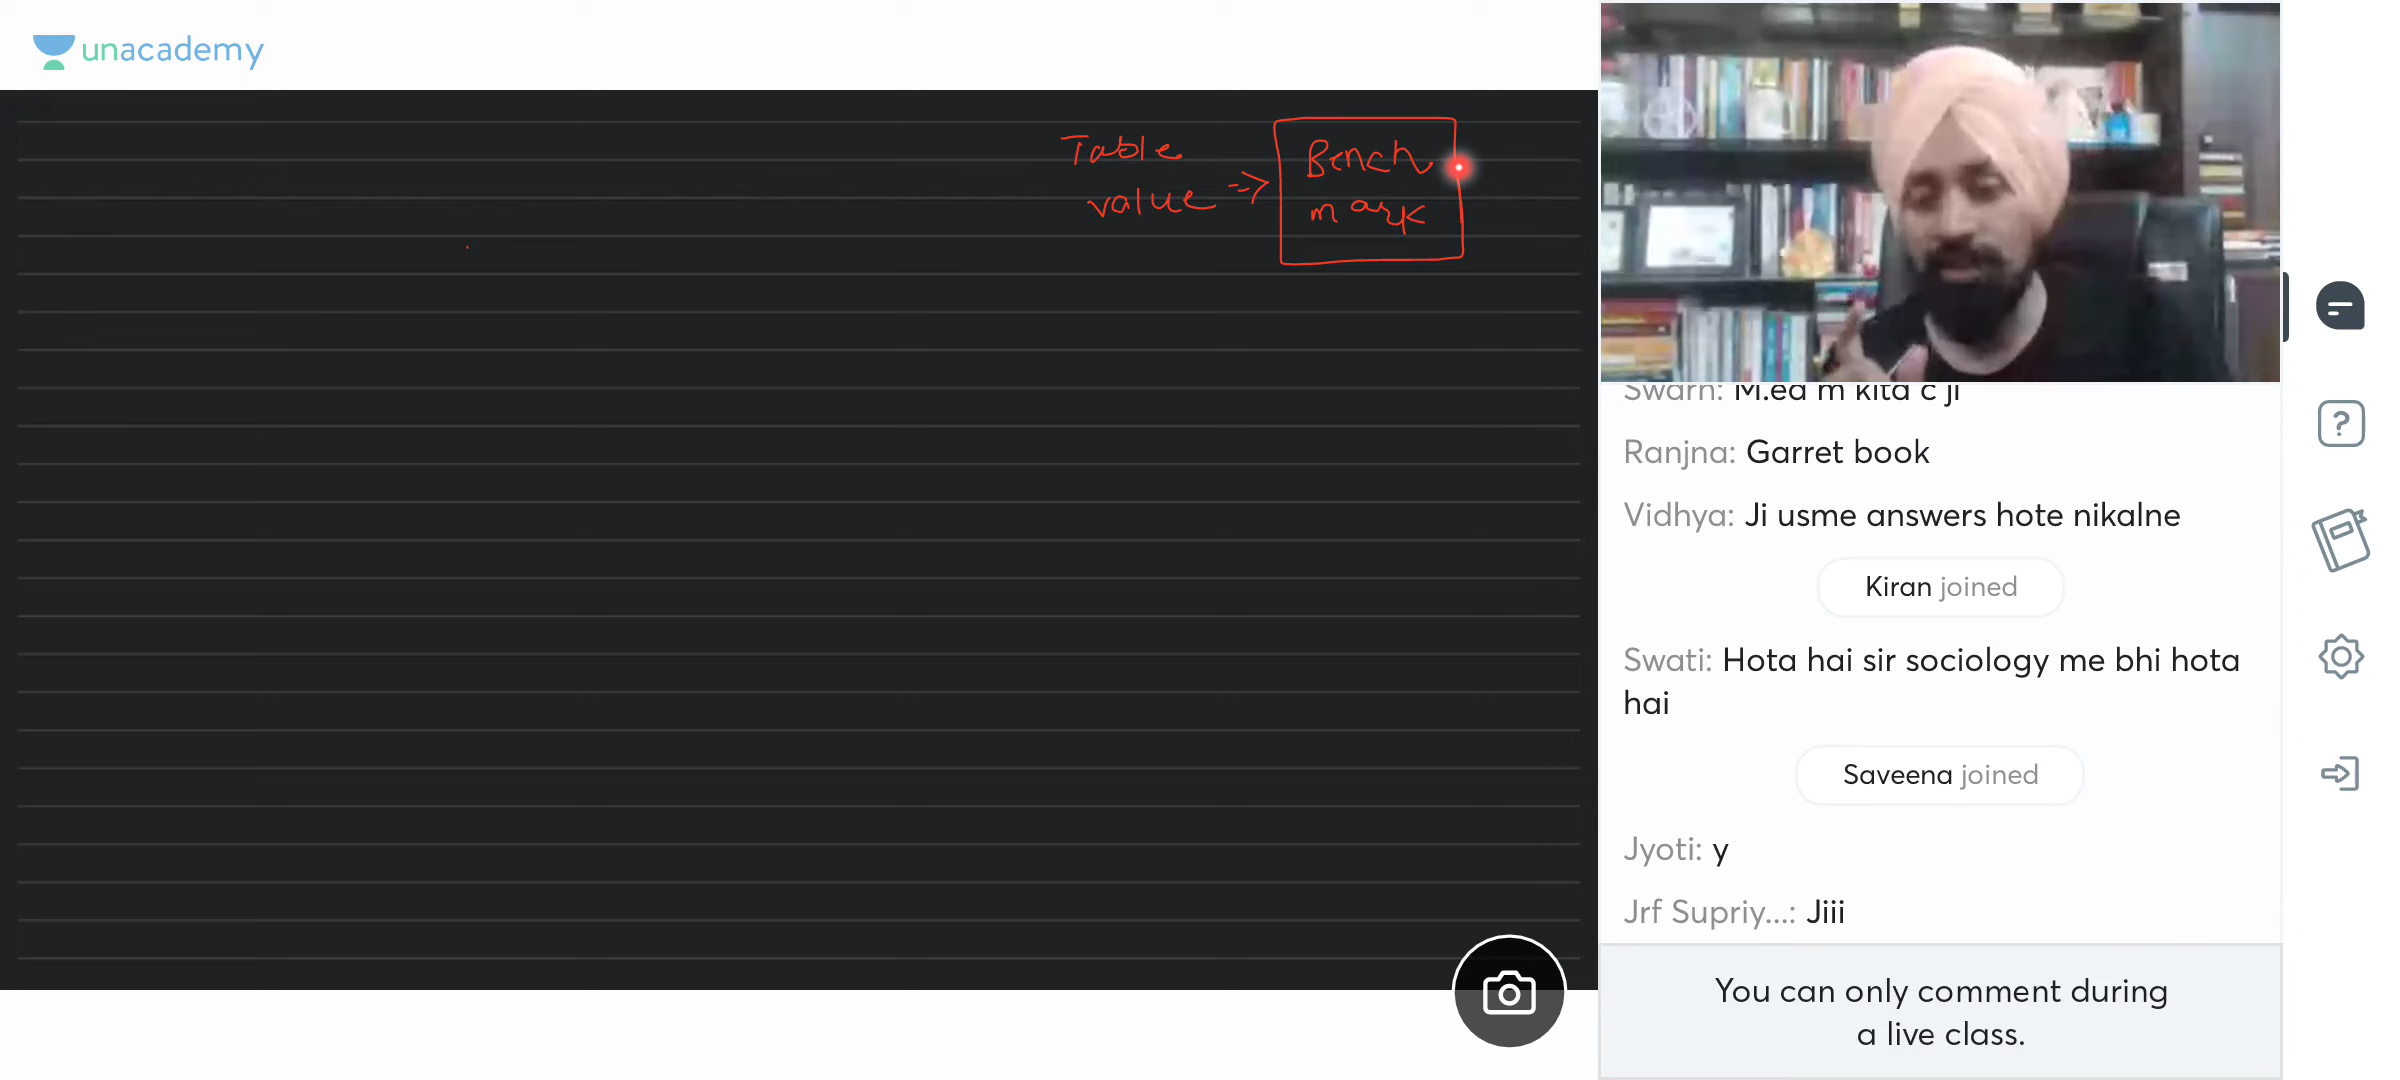 unacademy
Table
value =>
Bench
mark
Ranjna: Garret book
Vidhya: Ji usme answers hote nikalne
Kiran joined
Swati: Hota hai sir sociology me bhi hota
hai
Saveena joined
Jyoti: y
Jrf Supriy...: Jiii
You can only comment during
a live class.